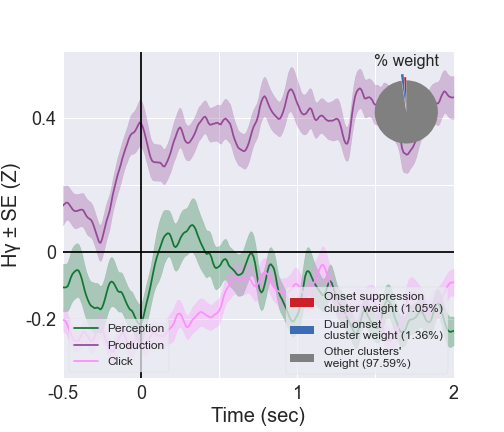 % weight
Hγ ± SE (Z)
0.4
0
-0.2
Perception
Production
Click
Onset suppression
cluster weight (1.05%)
Dual onset
cluster weight (1.36%)
Other clusters'
weight (97.59%)
-0.5
0
1
2
Time (sec)